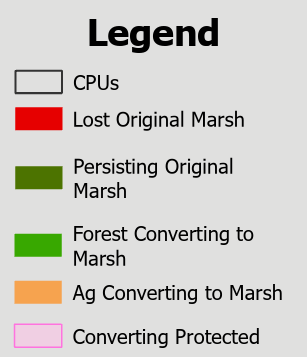 Legend
CPUs
Lost Original Marsh
Persisting Original
Marsh
Forest Converting to
Marsh
Ag Converting to Marsh
Converting Protected